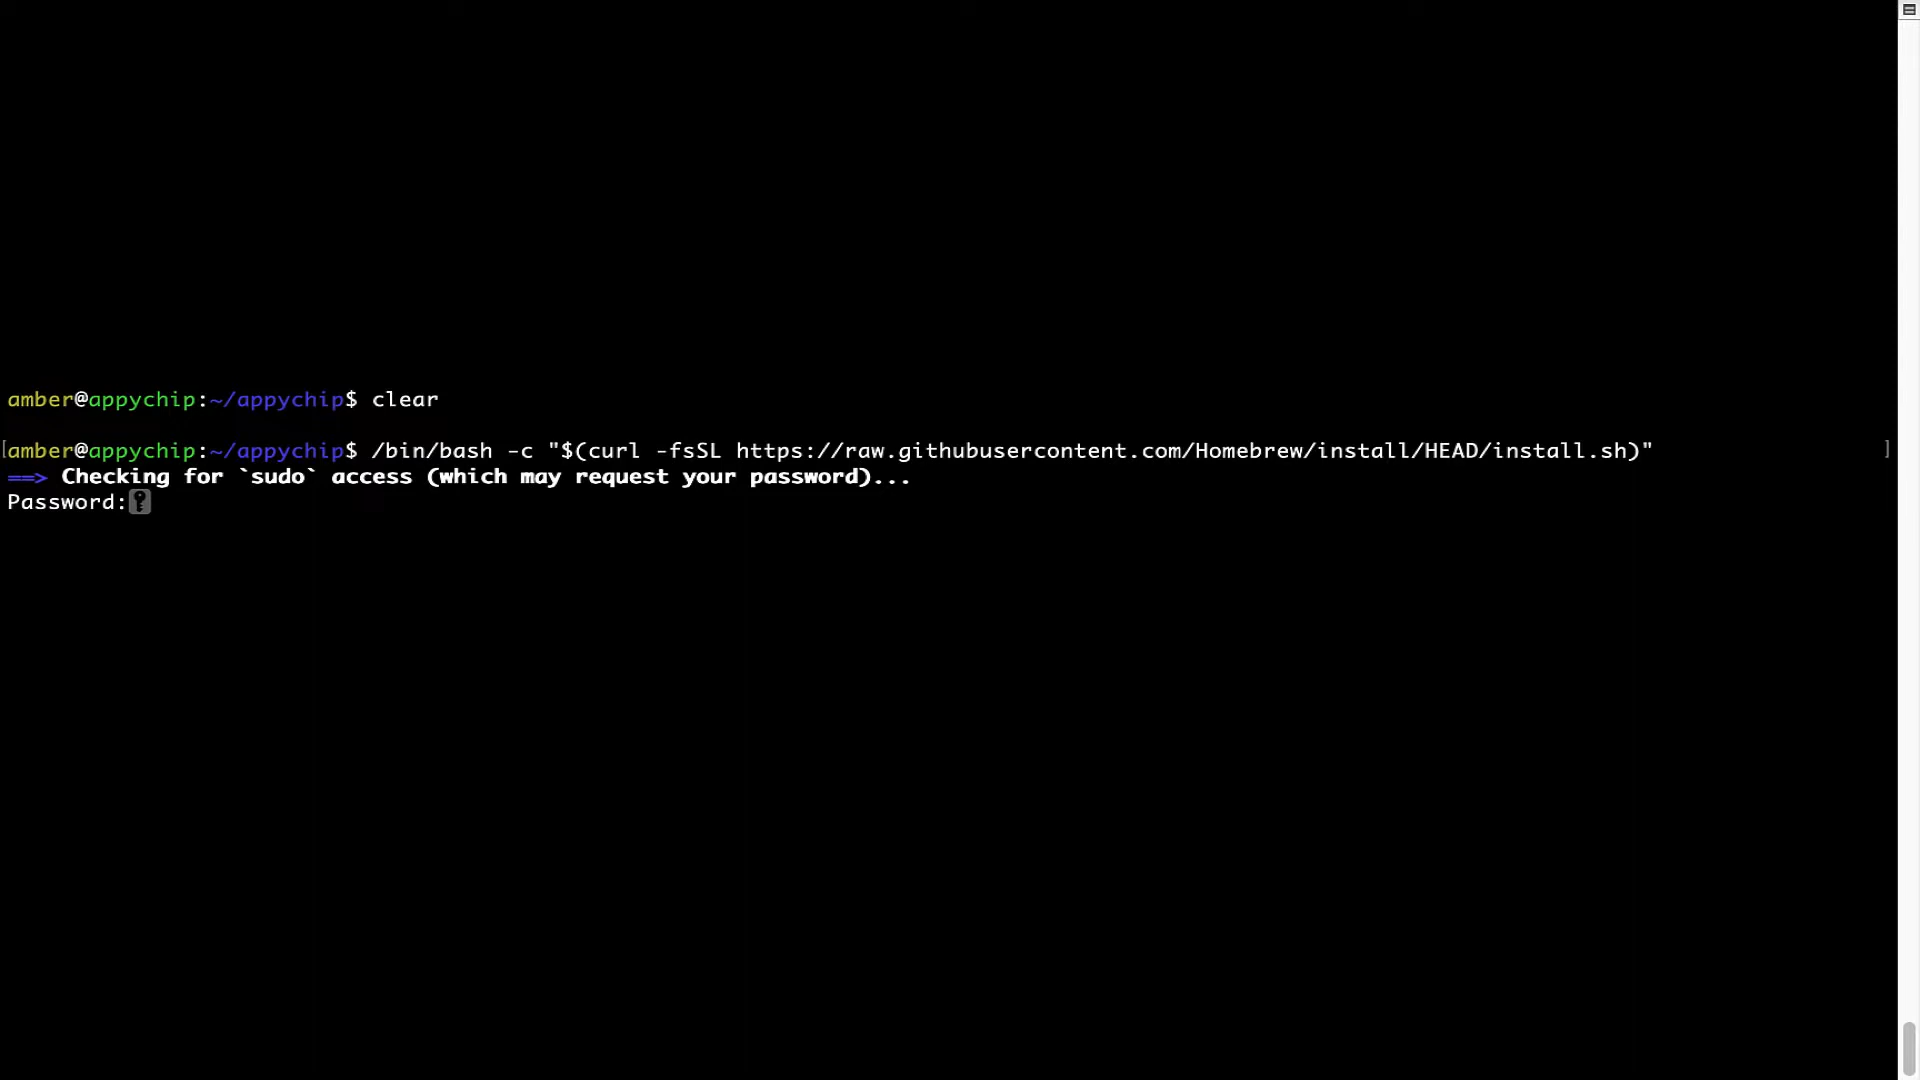 amber@appychip:~/appychip$ clear
[amber@appychip:~/appychip$ /bin/bash -c "$(curl -fsSL https://raw.githubusercontent.com/Homebrew/install/HEAD/install.sh)" ]
==> Checking for `sudo` access (which may request your password)...
Password: